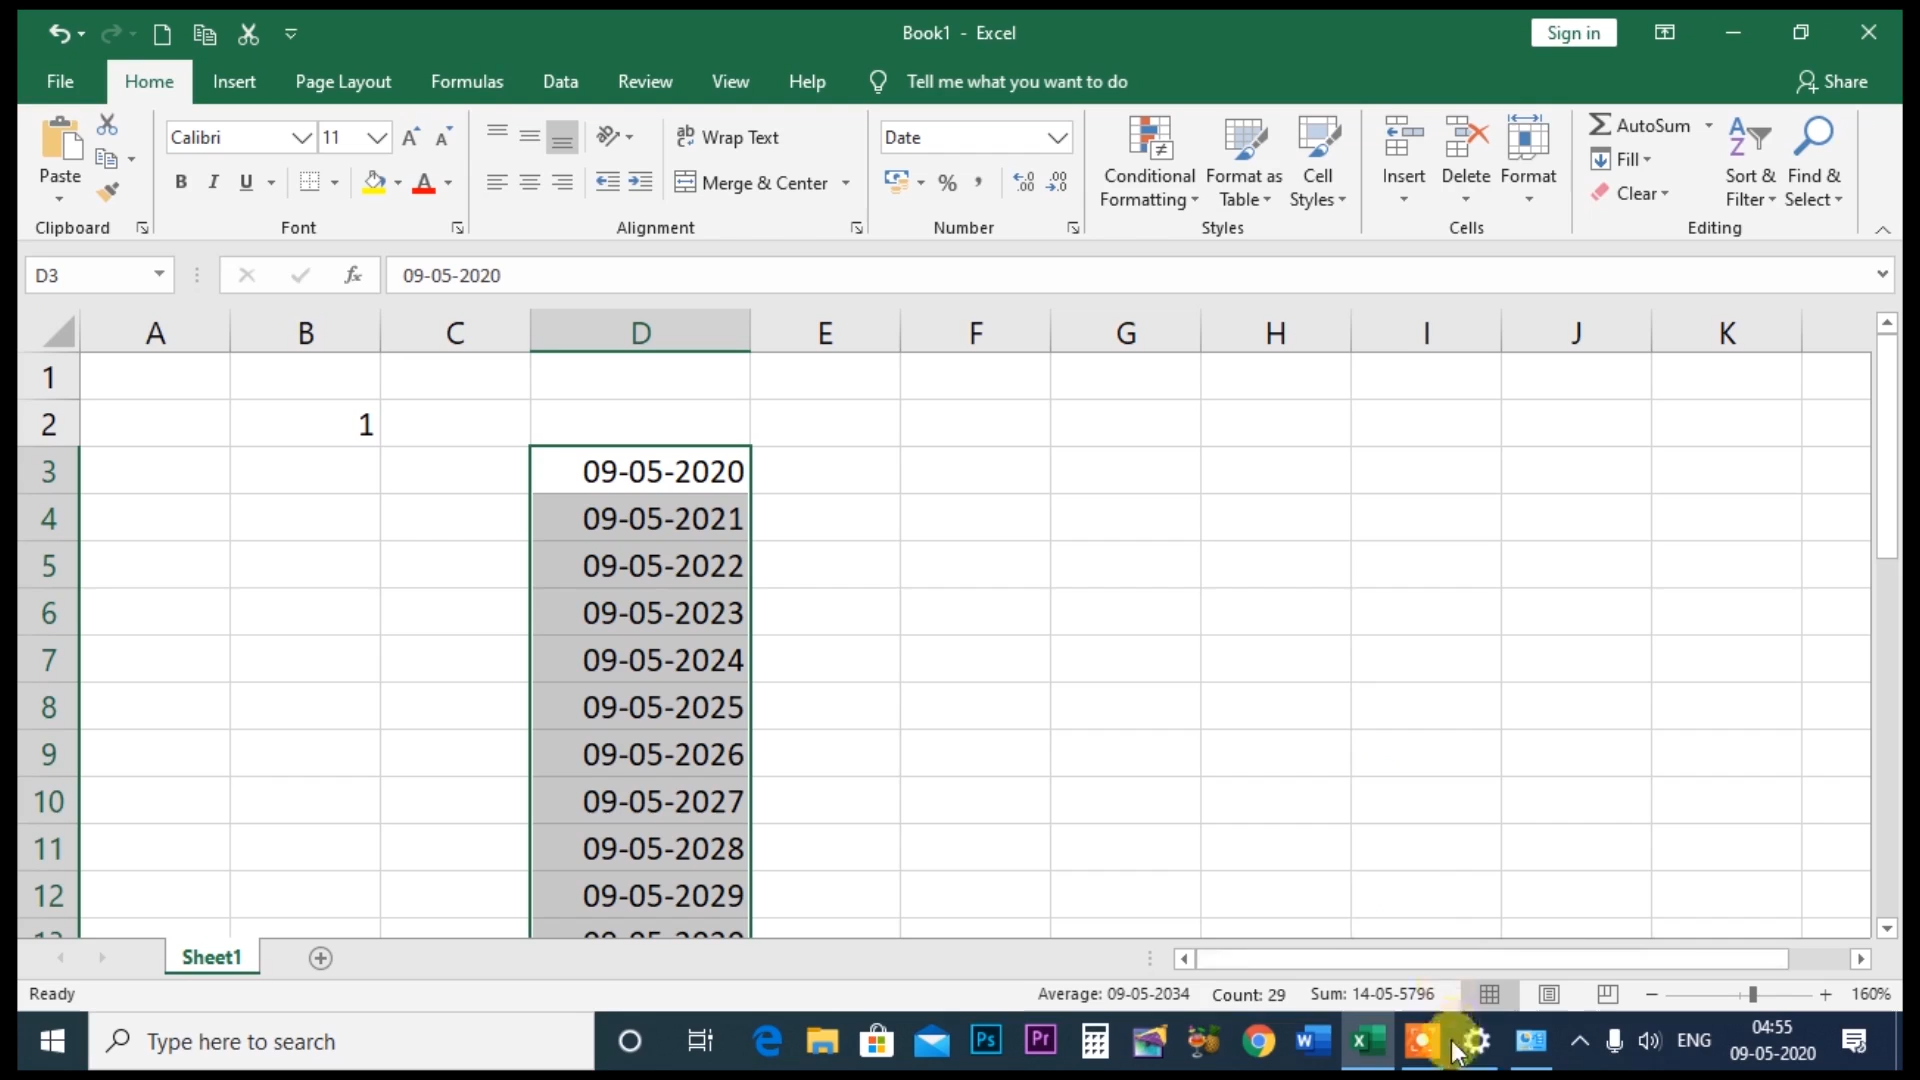 Book1 - Excel
Sign in
File Home Insert Page Layout Formulas Data Review View Help Tell me what you want to do Share
Paste
Clipboard
Calibri 11
B I U
Font
Wrap Text
Merge & Center
Alignment
Date
Number
Conditional Formatting
Format as Table
Cell Styles
Styles
Insert Delete Format
Cells
AutoSum
Fill
Clear
Sort & Filter
Find & Select
Editing
D3 fx 09-05-2020
A B C D E F G H I J K
1
2 1
3 09-05-2020
4 09-05-2021
5 09-05-2022
6 09-05-2023
7 09-05-2024
8 09-05-2025
9 09-05-2026
10 09-05-2027
11 09-05-2028
12 09-05-2029
Sheet1
Ready Average: 09-05-2034 Count: 29 Sum: 14-05-5796 160%
Type here to search
Ps Pr ENG
04:55
09-05-2020